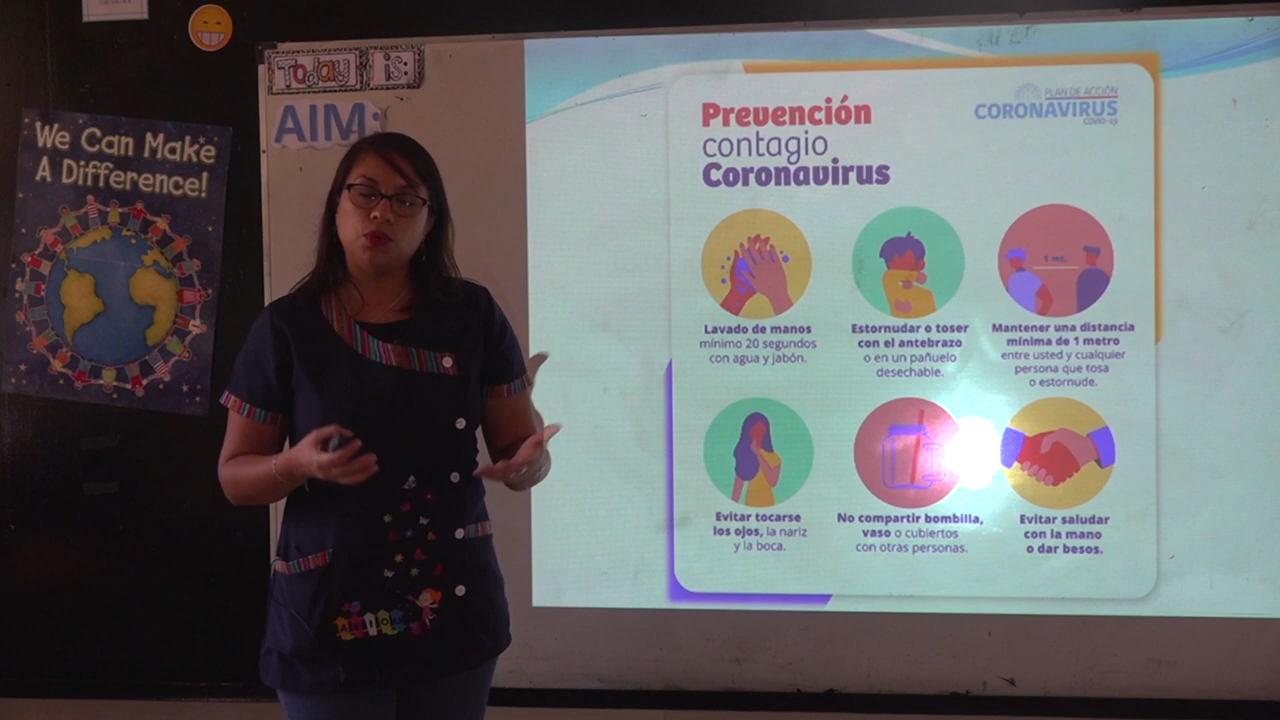 We Can Make
A Difference!
Today is:
AIM:
Prevención
contagio
Coronavirus
PLAN DE ACCIÓN
CORONAVIRUS
COVID-19
Lavado de manos
mínimo 20 segundos
con agua y jabón.
Estornudar o toser
con el antebrazo
o en un pañuelo
desechable.
1 mt.
Mantener una distancia
mínima de 1 metro
entre usted y cualquier
persona que tosa
o estornude.
Evitar tocarse
los ojos, la nariz
y la boca.
No compartir bombilla,
vaso o cubiertos
con otras personas.
Evitar saludar
con la mano
o dar besos.